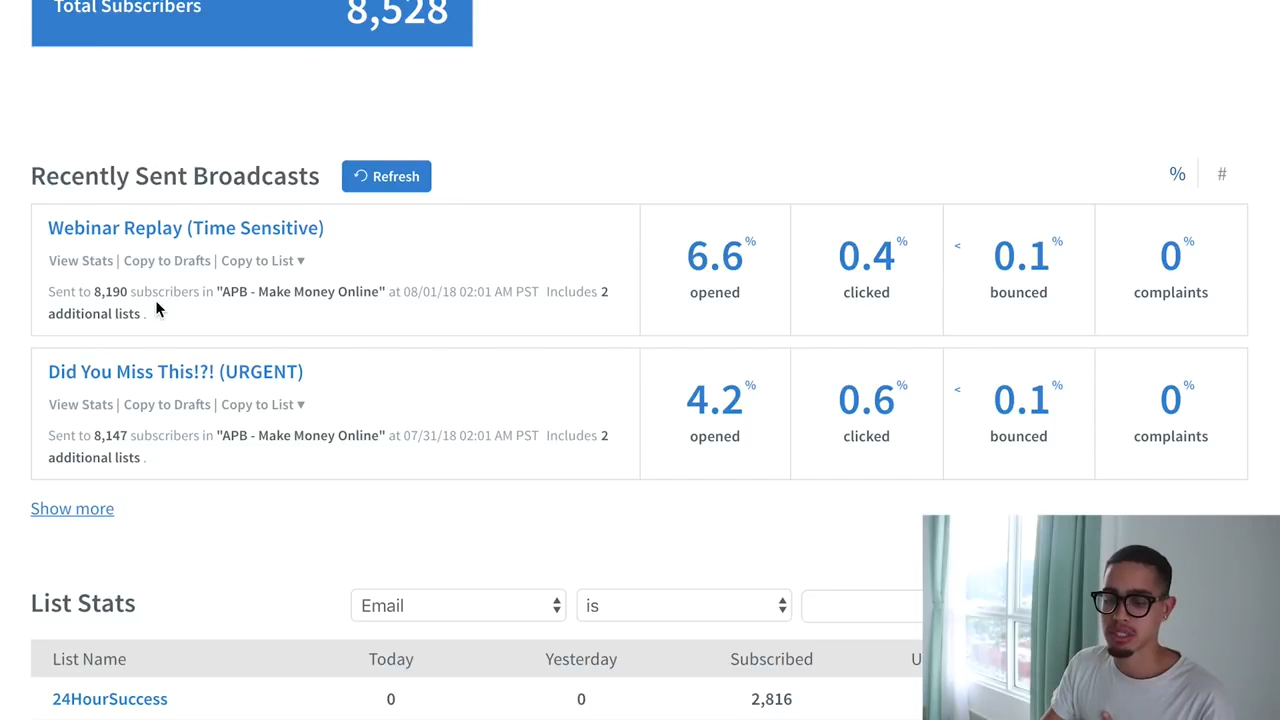 Total Subscribers 8,528
Recently Sent Broadcasts Refresh % #
Webinar Replay (Time Sensitive)
View Stats | Copy to Drafts | Copy to List ▾
Sent to 8,190 subscribers in "APB - Make Money Online" at 08/01/18 02:01 AM PST Includes 2
additional lists .
6.6% 0.4% < 0.1% 0%
opened clicked bounced complaints
Did You Miss This!?! (URGENT)
View Stats | Copy to Drafts | Copy to List ▾
Sent to 8,147 subscribers in "APB - Make Money Online" at 07/31/18 02:01 AM PST Includes 2
additional lists .
4.2% 0.6% < 0.1% 0%
opened clicked bounced complaints
Show more
List Stats Email is
List Name Today Yesterday Subscribed U
24HourSuccess 0 0 2,816